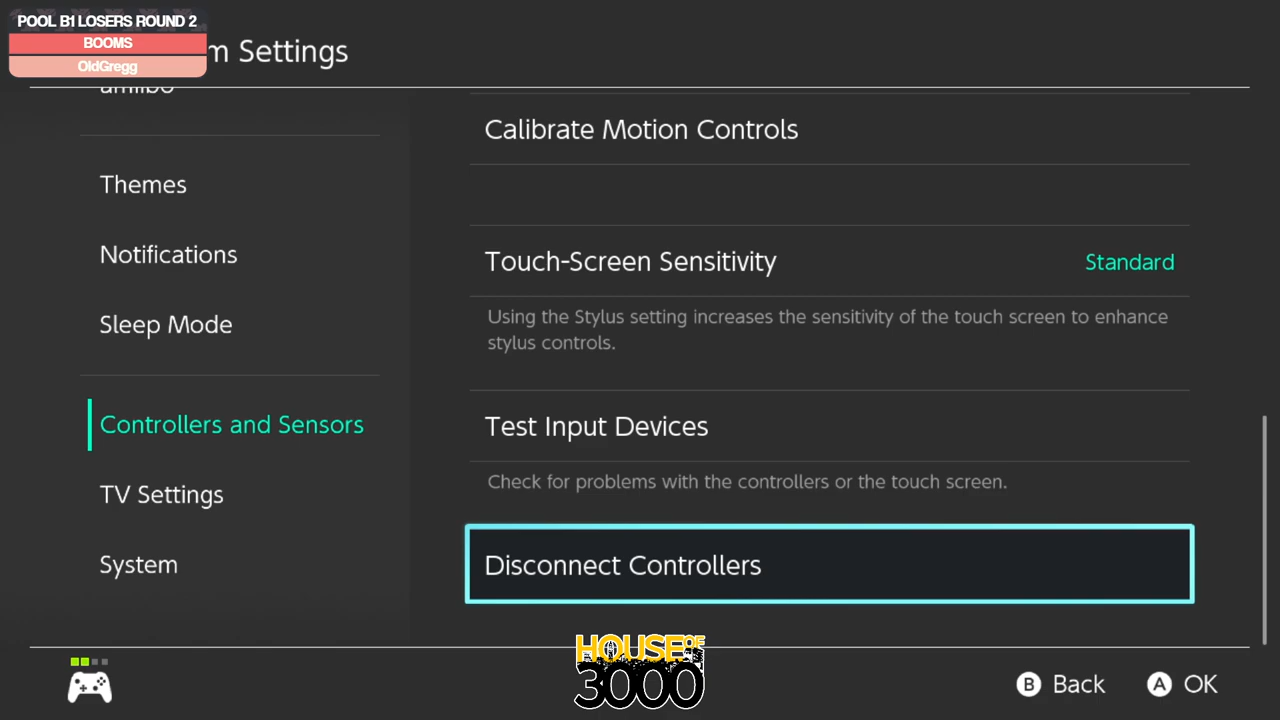 POOL B1 LOSERS ROUND 2
BOOMS
OldGregg
m Settings
amiibo
Themes
Notifications
Sleep Mode
Controllers and Sensors
TV Settings
System
Calibrate Motion Controls
Touch-Screen Sensitivity Standard
Using the Stylus setting increases the sensitivity of the touch screen to enhance
stylus controls.
Test Input Devices
Check for problems with the controllers or the touch screen.
Disconnect Controllers
HOUSE OF
3000
B Back A OK